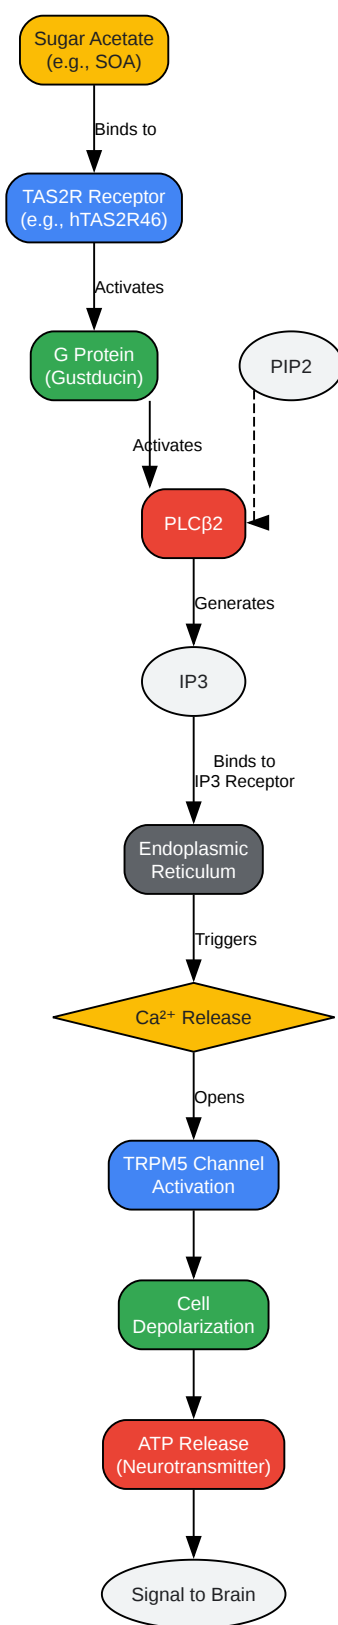 Sugar Acetate
(e.g., SOA)
Binds to
TAS2R Receptor
(e.g., hTAS2R46)
Activates
G Protein
(Gustducin)
PIP2
Activates
PLCβ2
Generates
IP3
Binds to
IP3 Receptor
Endoplasmic
Reticulum
Triggers
Ca²⁺ Release
Opens
TRPM5 Channel
Activation
Cell
Depolarization
ATP Release
(Neurotransmitter)
Signal to Brain